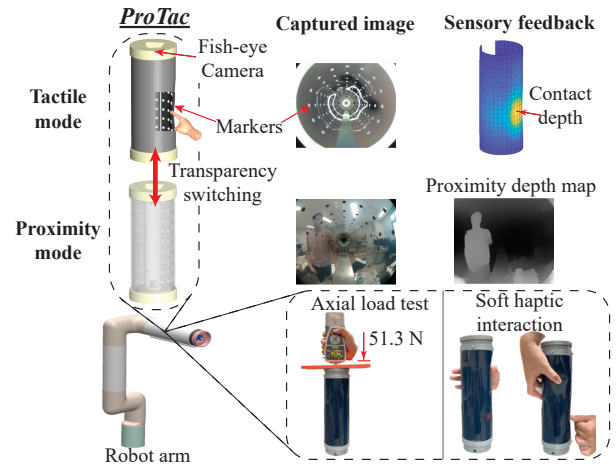 ProTac
Captured image
Sensory feedback
Fish-eye
Camera
Tactile
mode
Markers
Contact
depth
Transparency
switching
Proximity
mode
Proximity depth map
Axial load test
51.3 N
Soft haptic
interaction
Robot arm